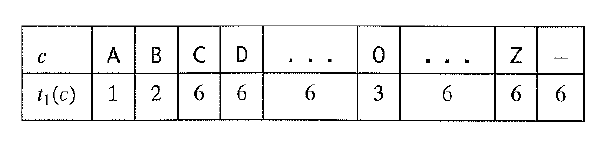 c A B C D ... O ... Z —
t₁(c) 1 2 6 6 6 3 6 6 6